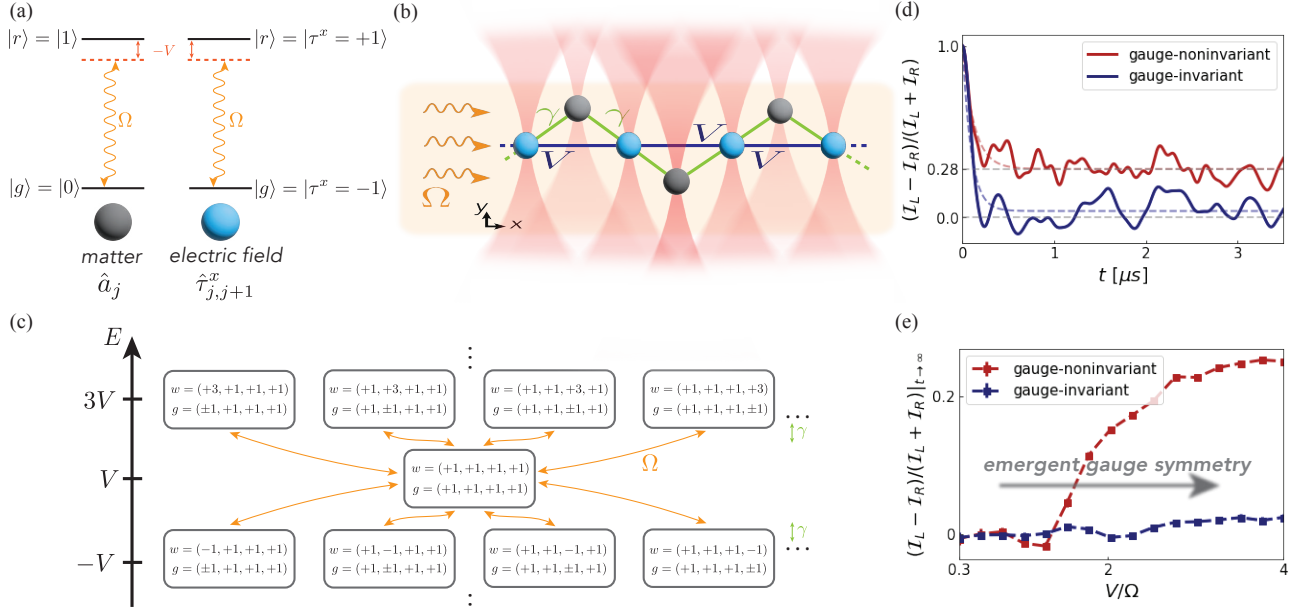 (a)
|r⟩ = |1⟩
|r⟩ = |τˣ = +1⟩
−V
Ω
Ω
|g⟩ = |0⟩
|g⟩ = |τˣ = −1⟩
matter
electric field
âⱼ
τ̂ˣⱼ,ⱼ₊₁
(b)
γ
γ
V
V
V
Ω
y
x
(c)
E
3V
V
−V
w = (+3, +1, +1, +1)
g = (±1, +1, +1, +1)
w = (+1, +3, +1, +1)
g = (+1, ±1, +1, +1)
w = (+1, +1, +3, +1)
g = (+1, +1, ±1, +1)
w = (+1, +1, +1, +3)
g = (+1, +1, +1, ±1)
γ
Ω
w = (+1, +1, +1, +1)
g = (+1, +1, +1, +1)
γ
w = (−1, +1, +1, +1)
g = (±1, +1, +1, +1)
w = (+1, −1, +1, +1)
g = (+1, ±1, +1, +1)
w = (+1, +1, −1, +1)
g = (+1, +1, ±1, +1)
w = (+1, +1, +1, −1)
g = (+1, +1, +1, ±1)
(d)
gauge-noninvariant
gauge-invariant
(I_L − I_R)/(I_L + I_R)
1.0
0.28
0.0
0
1
2
3
t [μs]
(e)
gauge-noninvariant
gauge-invariant
(I_L − I_R)/(I_L + I_R)|t→∞
0.2
0
emergent gauge symmetry
0.3
2
4
V/Ω